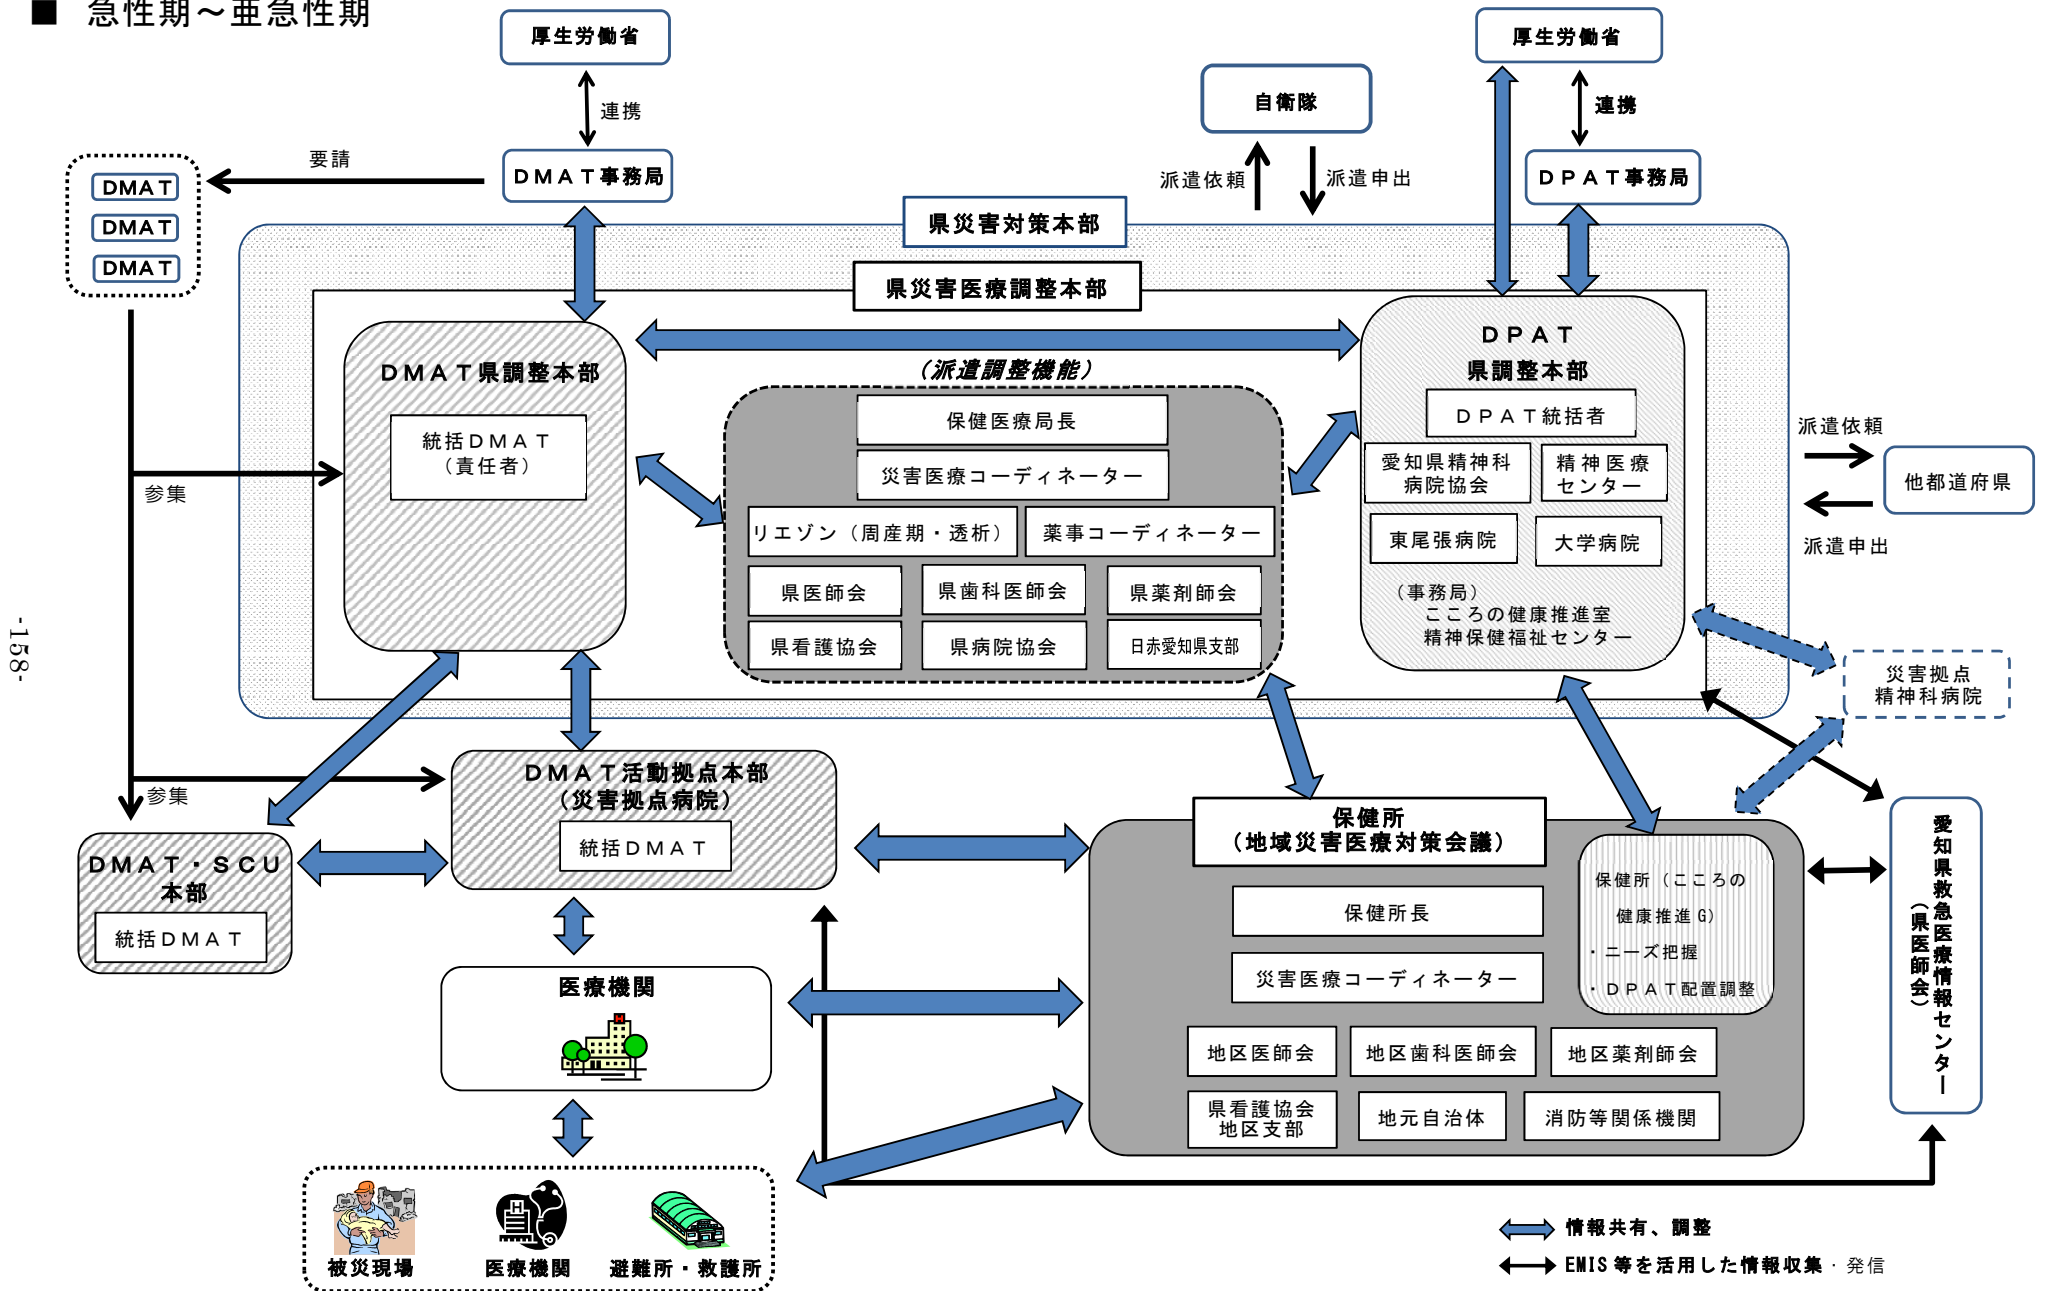 ■ 急性期～亜急性期
厚生労働省
連携
DMAT事務局
要請
DMAT
DMAT
DMAT
参集
参集
自衛隊
派遣依頼
派遣申出
厚生労働省
連携
DPAT事務局
県災害対策本部
県災害医療調整本部
DMAT県調整本部
統括DMAT
（責任者）
（派遣調整機能）
保健医療局長
災害医療コーディネーター
リエゾン（周産期・透析）
薬事コーディネーター
県医師会
県歯科医師会
県薬剤師会
県看護協会
県病院協会
日赤愛知県支部
DPAT
県調整本部
DPAT統括者
愛知県精神科
病院協会
精神医療
センター
東尾張病院
大学病院
（事務局）
こころの健康推進室
精神保健福祉センター
派遣依頼
他都道府県
派遣申出
災害拠点
精神科病院
DMAT活動拠点本部
（災害拠点病院）
統括DMAT
DMAT・SCU
本部
統括DMAT
医療機関
H
被災現場
医療機関
避難所・救護所
保健所
（地域災害医療対策会議）
保健所長
災害医療コーディネーター
保健所（こころの
健康推進G）
・ニーズ把握
・DPAT配置調整
地区医師会
地区歯科医師会
地区薬剤師会
県看護協会
地区支部
地元自治体
消防等関係機関
愛知県救急医療情報センター
（県医師会）
情報共有、調整
EMIS等を活用した情報収集・発信
-158-